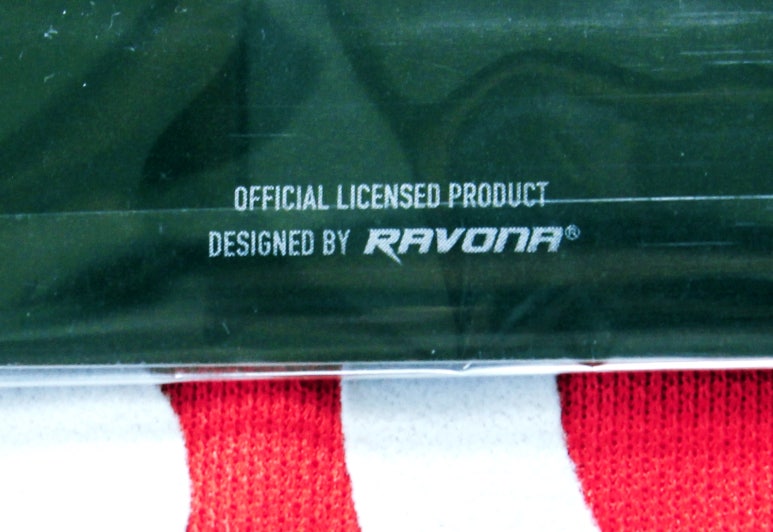 OFFICIAL LICENSED PRODUCT
DESIGNED BY RAVONA®